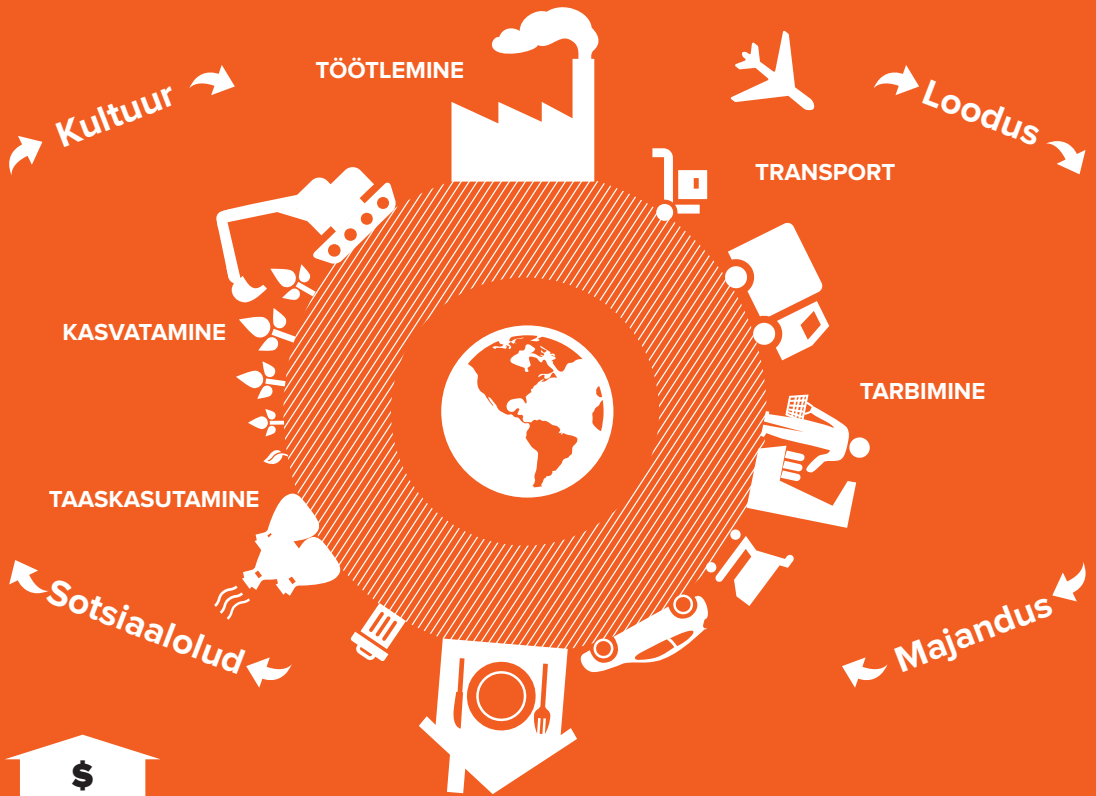 TÖÖTLEMINE
Kultuur
Loodus
TRANSPORT
KASVATAMINE
TARBIMINE
TAASKASUTAMINE
Sotsiaalolud
Majandus
$